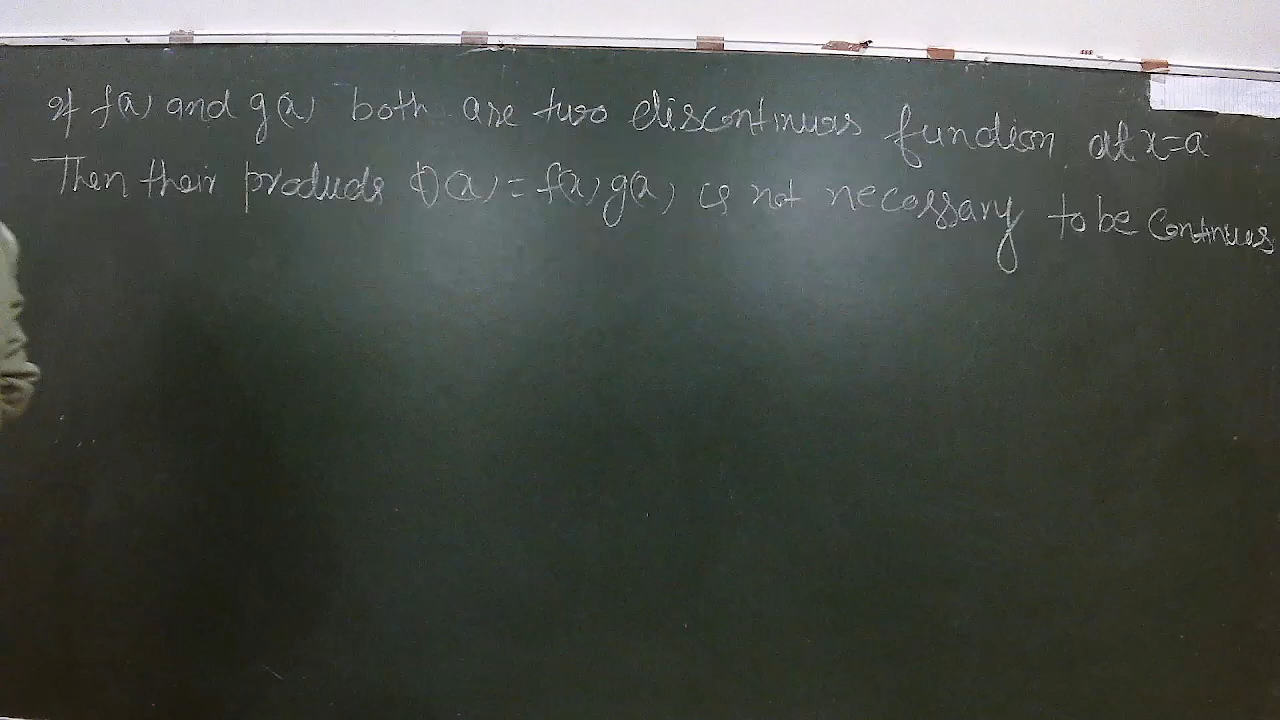 If f(x) and g(x) both are two discontinuous function at x=a
Then their products Φ(x) = f(x) g(x) is not necessary to be continuous